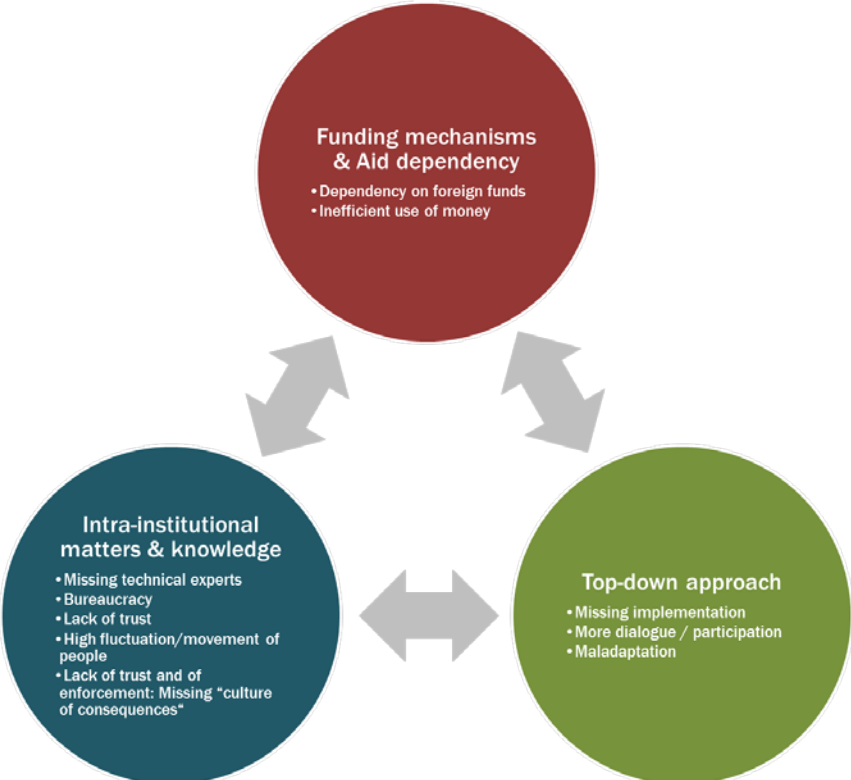 Funding mechanisms
& Aid dependency
•Dependency on foreign funds
•Inefficient use of money
Intra-institutional
matters & knowledge
•Missing technical experts
•Bureaucracy
•Lack of trust
•High fluctuation/movement of
people
•Lack of trust and of
enforcement: Missing “culture
of consequences“
Top-down approach
•Missing implementation
•More dialogue / participation
•Maladaptation